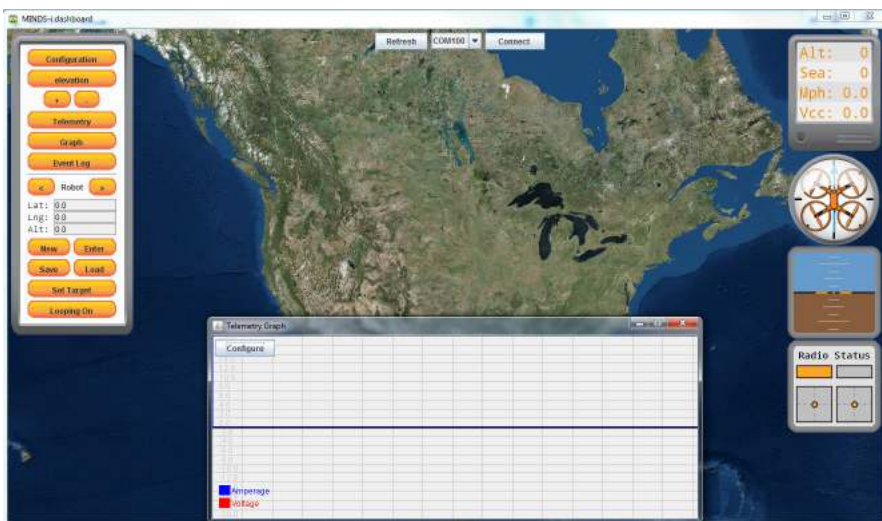 MINDS-i dashboard
Refresh COM100 Connect
Configuration
elevation
+ -
Telemetry
Graph
Event Log
< Robot >
Lat: 0.0
Lng: 0.0
Alt: 0.0
New Enter
Save Load
Set Target
Looping On
Alt: 0
Sea: 0
Mph: 0.0
Vcc: 0.0
Radio Status
Telemetry Graph
Configure
Amperage
Voltage